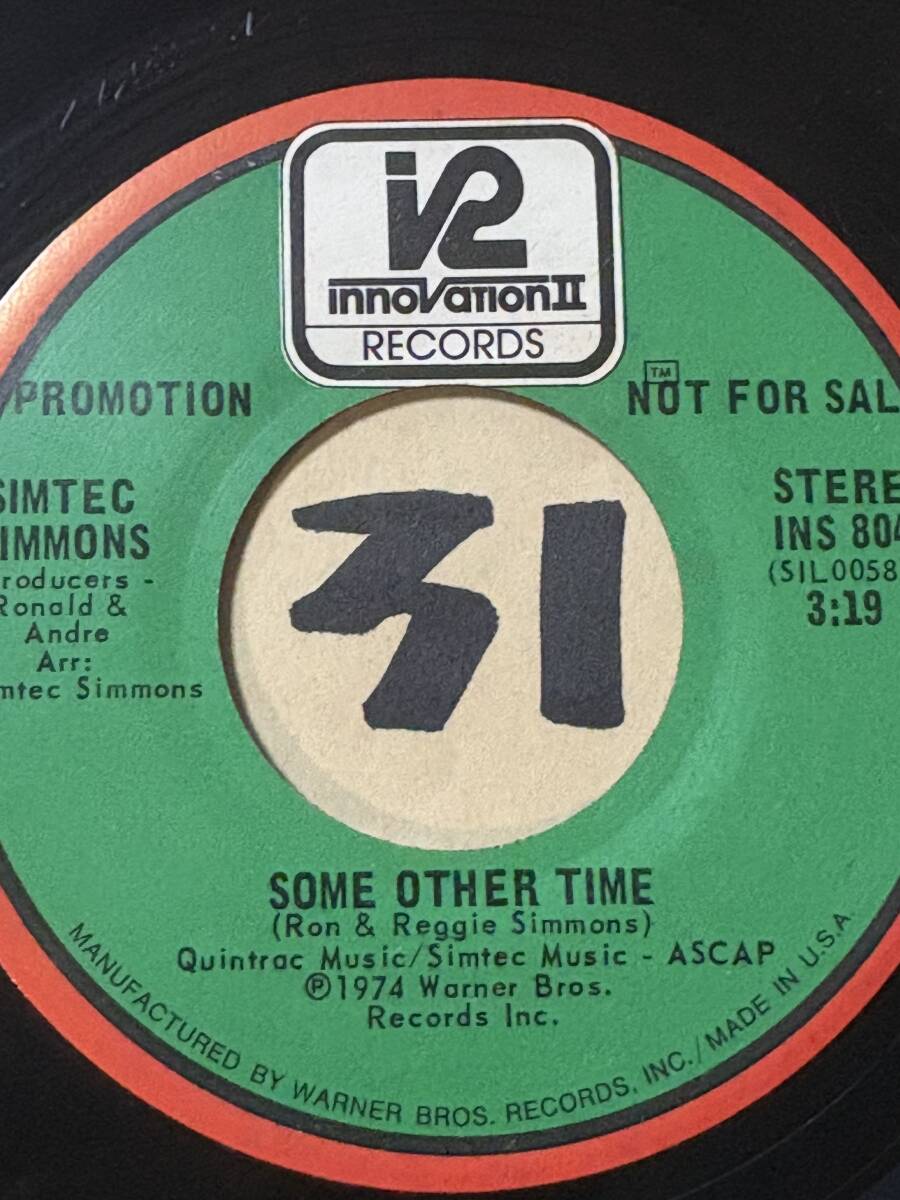 i2
innovation II
RECORDS
PROMOTION
TM
NOT FOR SAL
SIMTEC
IMMONS
roducers -
Ronald &
Andre
Arr:
mtec Simmons
STERE
INS 804
(SIL0058
3:19
31
SOME OTHER TIME
(Ron & Reggie Simmons)
Quintrac Music/Simtec Music - ASCAP
℗1974 Warner Bros.
Records Inc.
MANUFACTURED BY WARNER BROS. RECORDS, INC./MADE IN U.S.A.